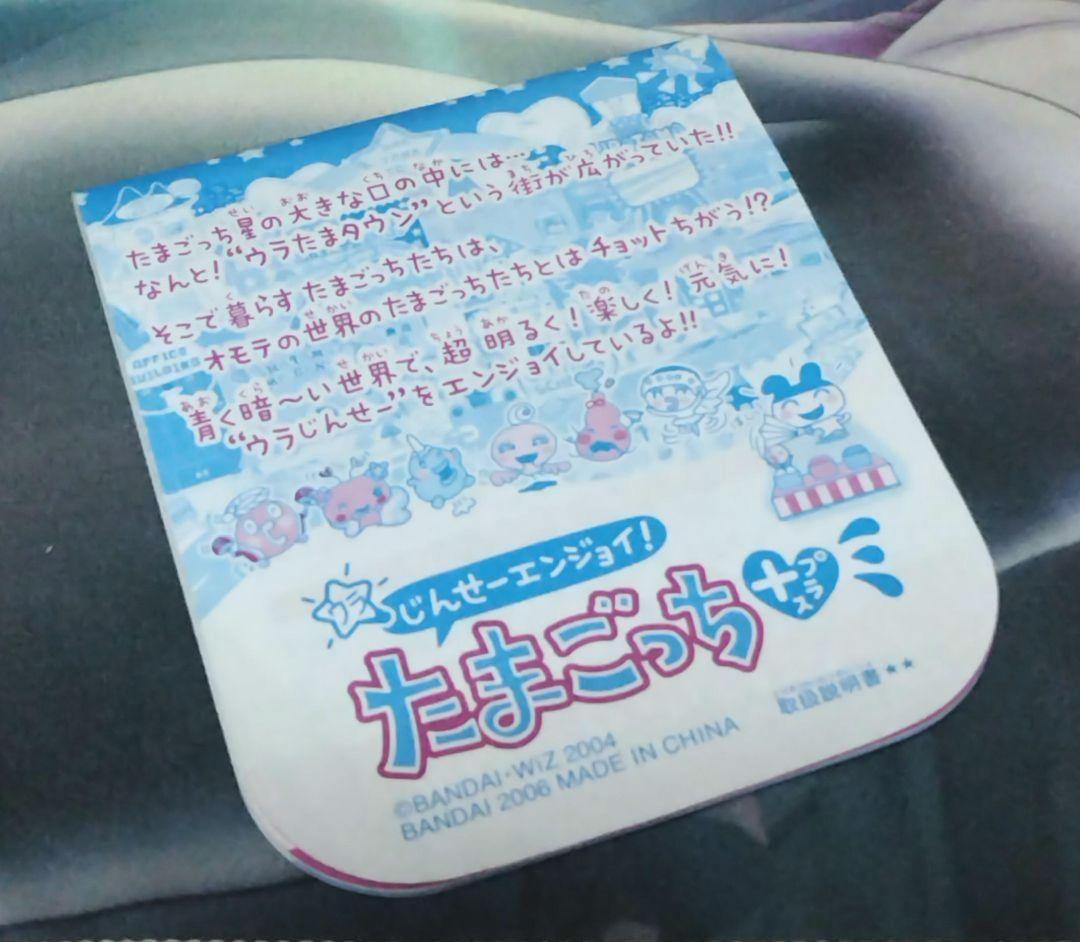 たまごっち星の大きな口の中には…
なんと!“ウラたまタウン”という街が広がっていた!!
そこで暮らすたまごっちたちは、
オモテの世界のたまごっちたちとはチョットちがう!?
青く暗〜い世界で、超 明るく!楽しく!元気に!
“ウラじんせー”をエンジョイしているよ!!
OFFICE
BUILDING
ウラ じんせーエンジョイ!
たまごっち+プラス
取扱説明書★★
©BANDAI・WiZ 2004
BANDAI 2006 MADE IN CHINA